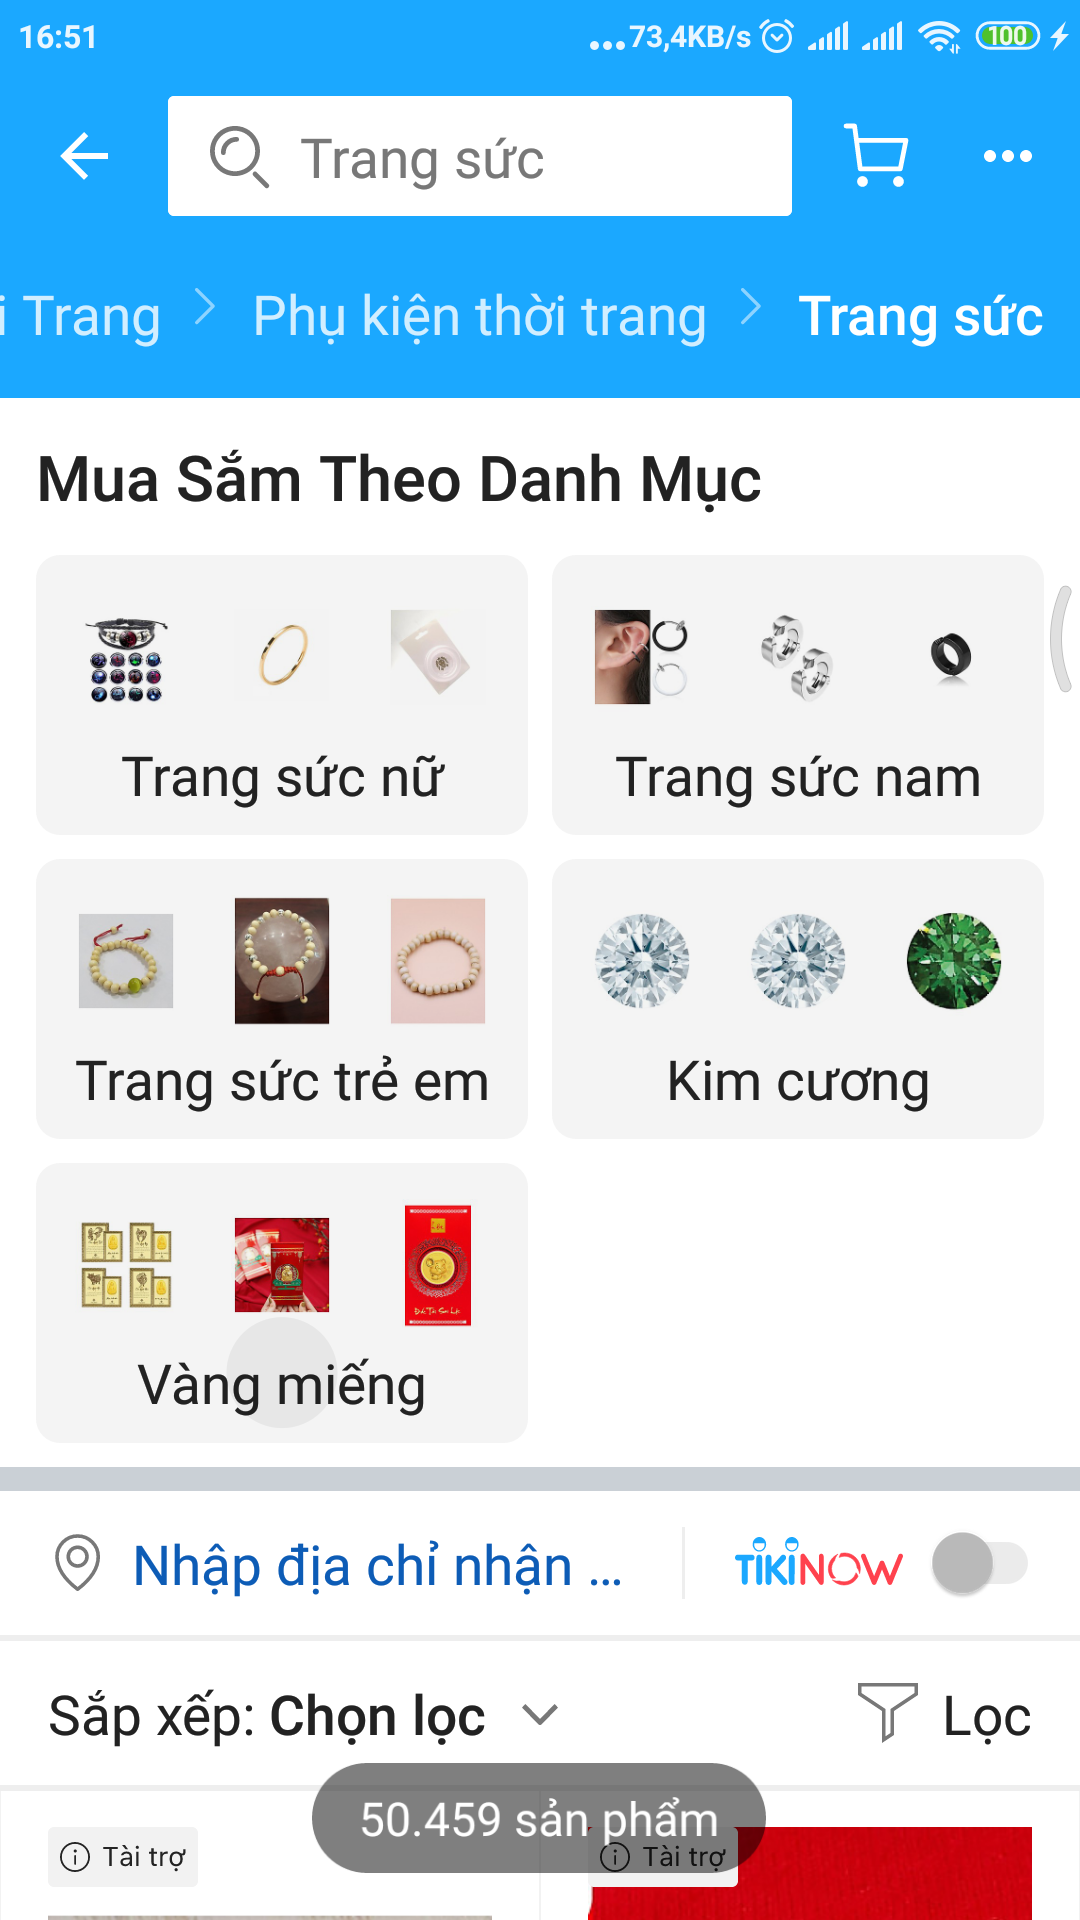 16:51
...73,4KB/s
100
Trang sức
i Trang
Phụ kiện thời trang
Trang sức
Mua Sắm Theo Danh Mục
Trang sức nữ
Trang sức nam
Trang sức trẻ em
Kim cương
Vàng miếng
Nhập địa chỉ nhận ...
TIKINOW
Sắp xếp: Chọn lọc
Lọc
50.459 sản phẩm
Tài trợ
Tài trợ